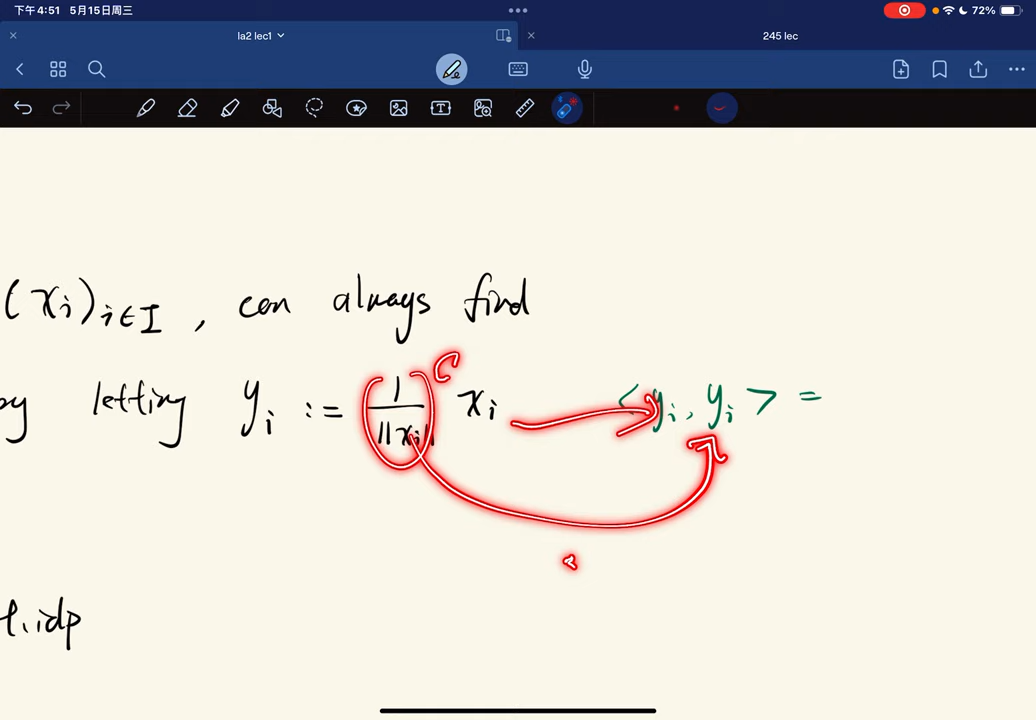 下午4:51 5月15日周三 72%
la2 lec1 245 lec
(xᵢ)ᵢ∈I , can always find
by letting yᵢ := (1/||xᵢ||) xᵢ <yᵢ, yᵢ> =
c
l.idp